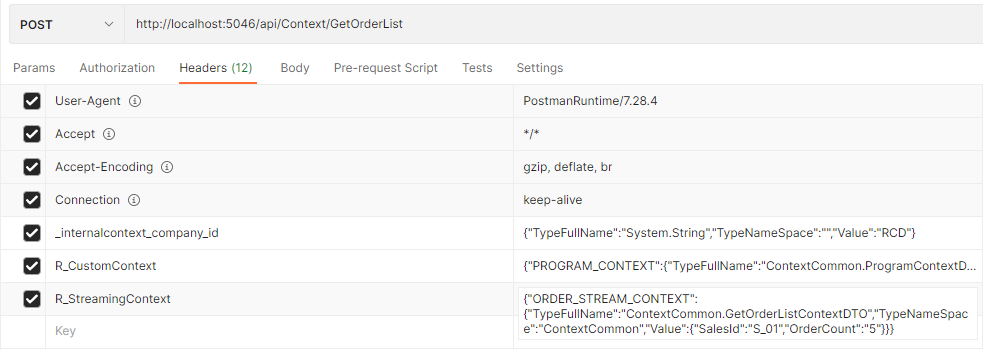 POST http://localhost:5046/api/Context/GetOrderList
Params Authorization Headers (12) Body Pre-request Script Tests Settings
User-Agent PostmanRuntime/7.28.4
Accept */*
Accept-Encoding gzip, deflate, br
Connection keep-alive
_internalcontext_company_id {"TypeFullName":"System.String","TypeNameSpace":"","Value":"RCD"}
R_CustomContext {"PROGRAM_CONTEXT":{"TypeFullName":"ContextCommon.ProgramContextD...
R_StreamingContext {"ORDER_STREAM_CONTEXT":
{"TypeFullName":"ContextCommon.GetOrderListContextDTO","TypeNameSpac
e":"ContextCommon","Value":{"SalesId":"S_01","OrderCount":"5"}}}
Key